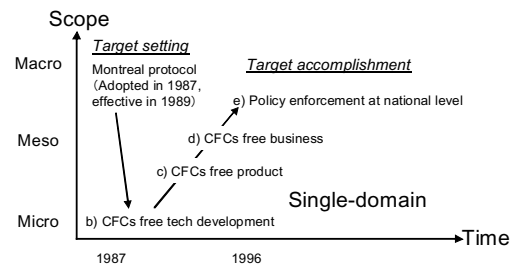 Scope
Target setting
Macro
Montreal protocol
(Adopted in 1987,
effective in 1989)
Target accomplishment
e) Policy enforcement at national level
Meso
d) CFCs free business
c) CFCs free product
Single-domain
Micro
b) CFCs free tech development
Time
1987
1996